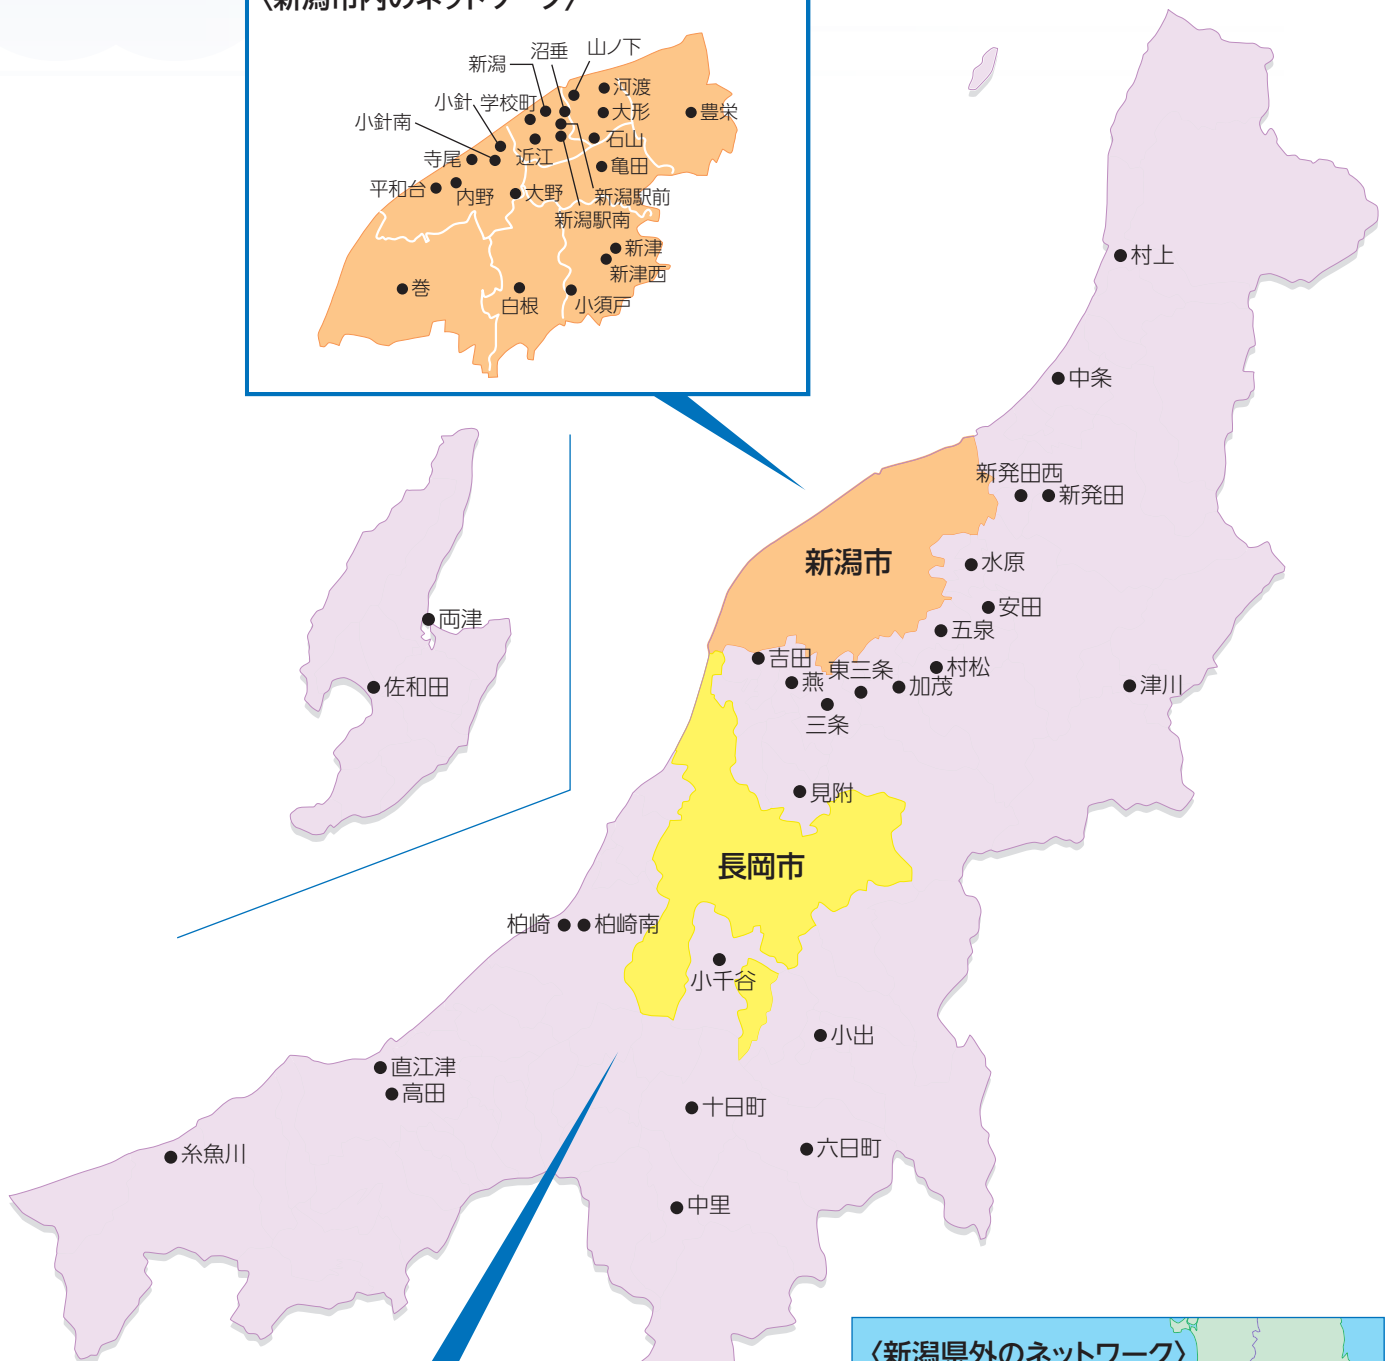 〈新潟市内のネットワーク〉
沼垂
山ノ下
新潟
河渡
小針
学校町
大形
豊栄
小針南
石山
寺尾
近江
亀田
平和台
内野
大野
新潟駅前
新潟駅南
新津
新津西
巻
白根
小須戸
村上
中条
新発田西
新発田
新潟市
水原
安田
両津
五泉
吉田
東三条
村松
燕
加茂
津川
佐和田
三条
見附
長岡市
柏崎
柏崎南
小千谷
小出
直江津
高田
十日町
六日町
糸魚川
中里
〈新潟県外のネットワーク〉